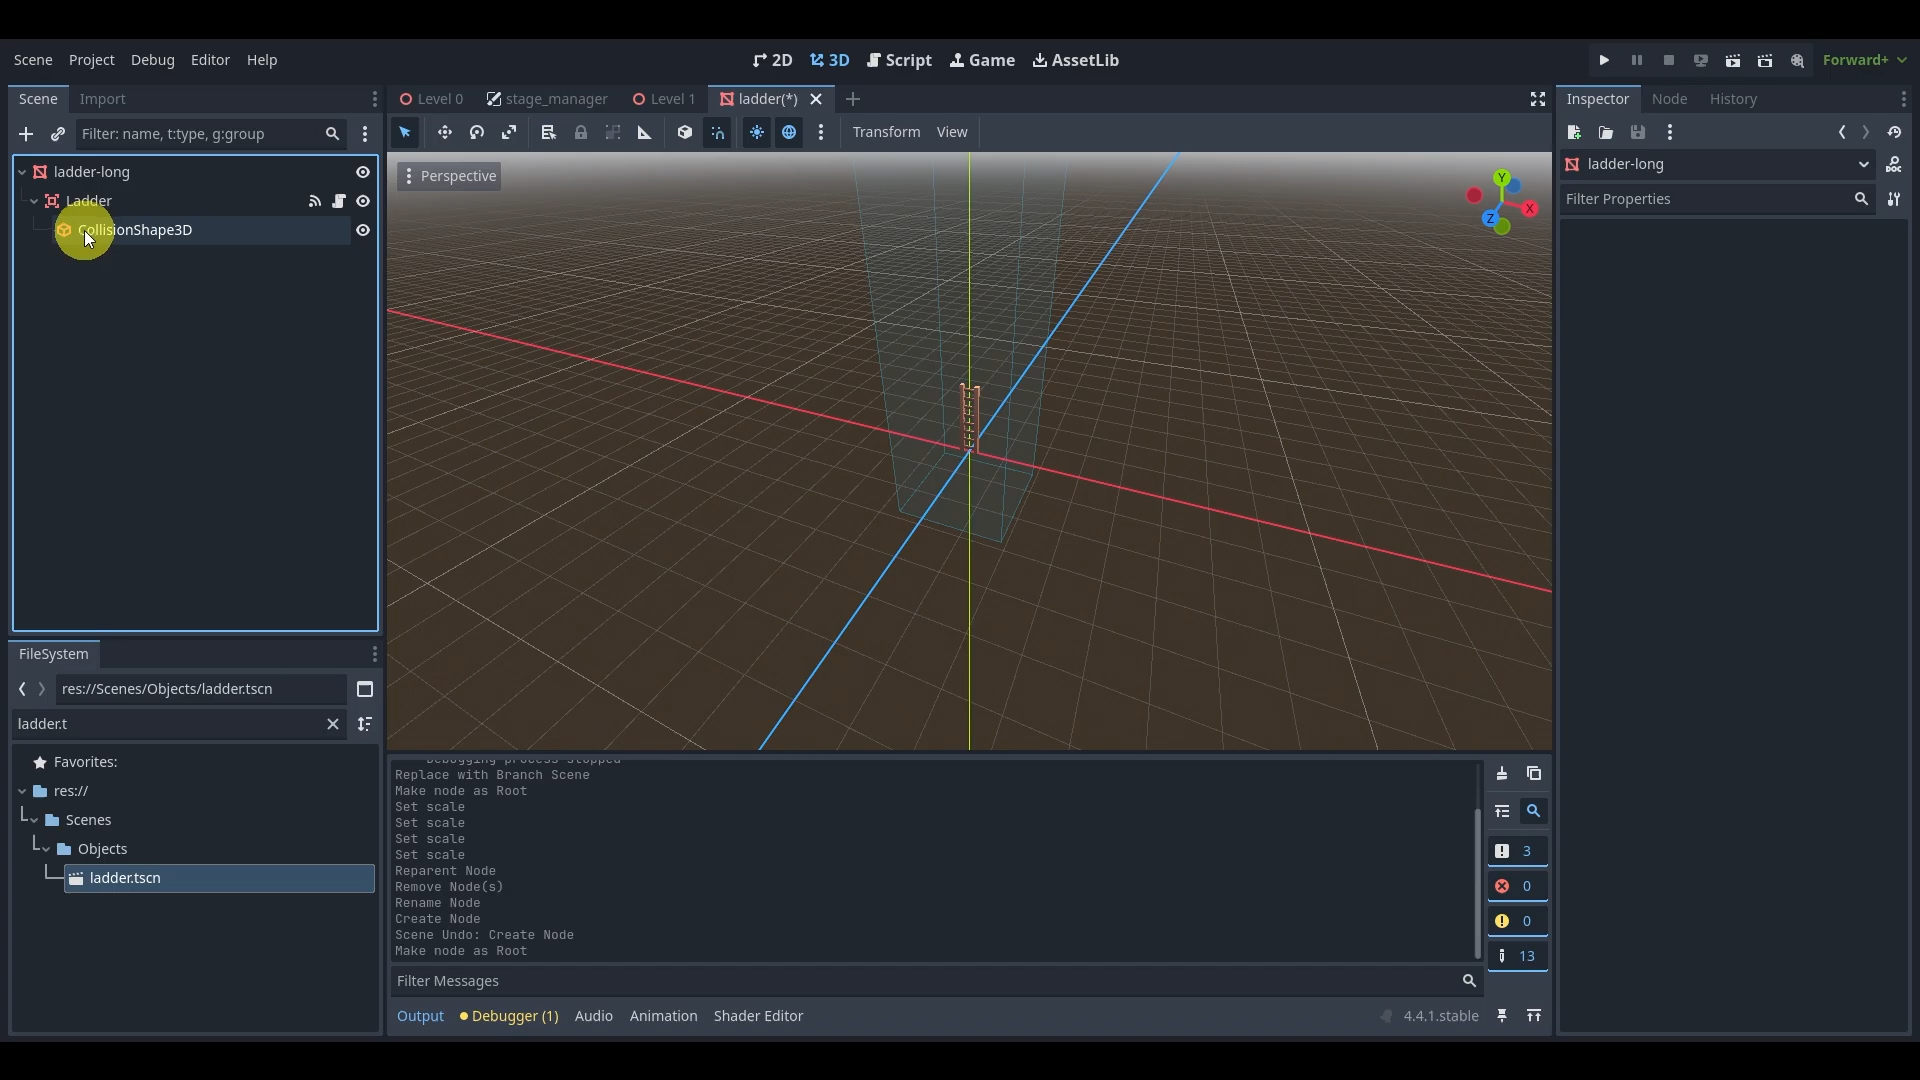 Scene Project Debug Editor Help
2D 3D Script Game AssetLib
Forward+
Scene Import
Level 0 stage_manager Level 1 ladder(*)
Inspector Node History
Filter: name, t:type, g:group
Transform View
ladder-long
Ladder
CollisionShape3D
Perspective
Y
X
Z
ladder-long
DOC
Filter Properties
FileSystem
res://Scenes/Objects/ladder.tscn
ladder.t
Favorites:
res://
Scenes
Objects
ladder.tscn
Debugging process stopped
Replace with Branch Scene
Make node as Root
Set scale
Set scale
Set scale
Set scale
Reparent Node
Remove Node(s)
Rename Node
Create Node
Scene Undo: Create Node
Make node as Root
3
0
0
13
Filter Messages
Output Debugger (1) Audio Animation Shader Editor
4.4.1.stable